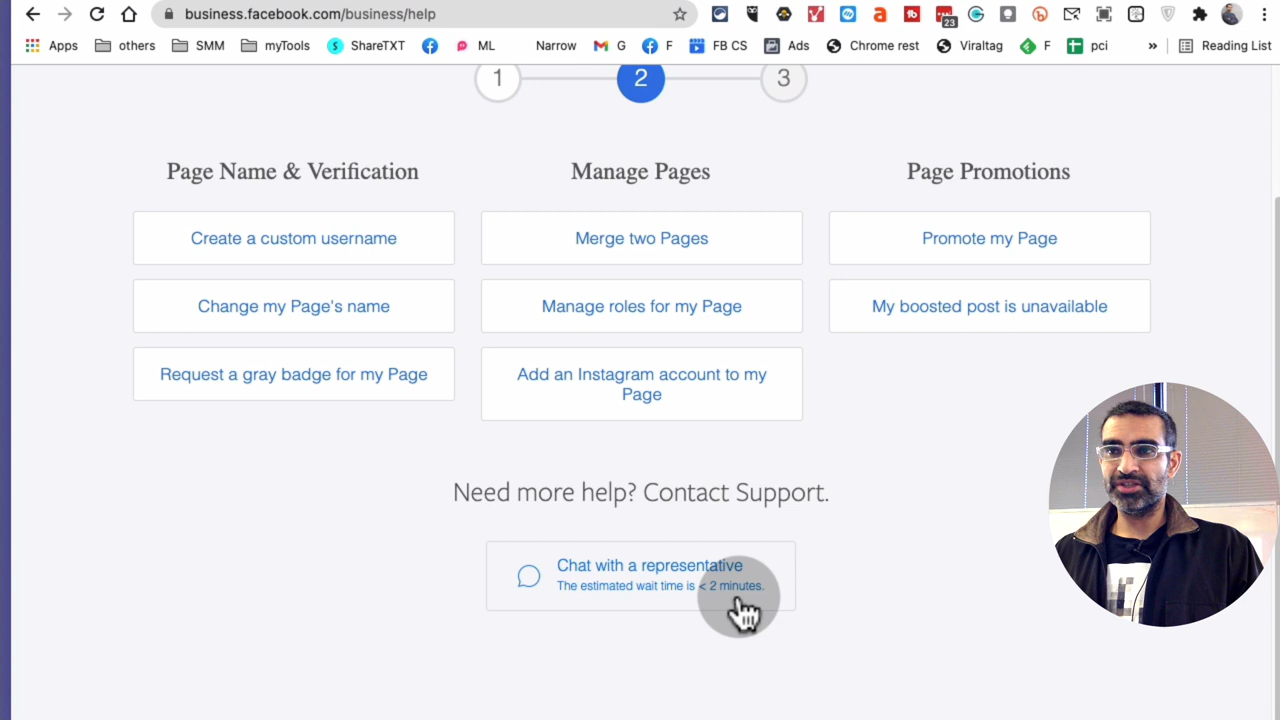 business.facebook.com/business/help
23
Apps others SMM myTools ShareTXT ML Narrow G F FB CS Ads Chrome rest Viraltag F pci » Reading List
1 2 3
Page Name & Verification Manage Pages Page Promotions
Create a custom username Merge two Pages Promote my Page
Change my Page's name Manage roles for my Page My boosted post is unavailable
Request a gray badge for my Page Add an Instagram account to my
Page
Need more help? Contact Support.
Chat with a representative
The estimated wait time is < 2 minutes.